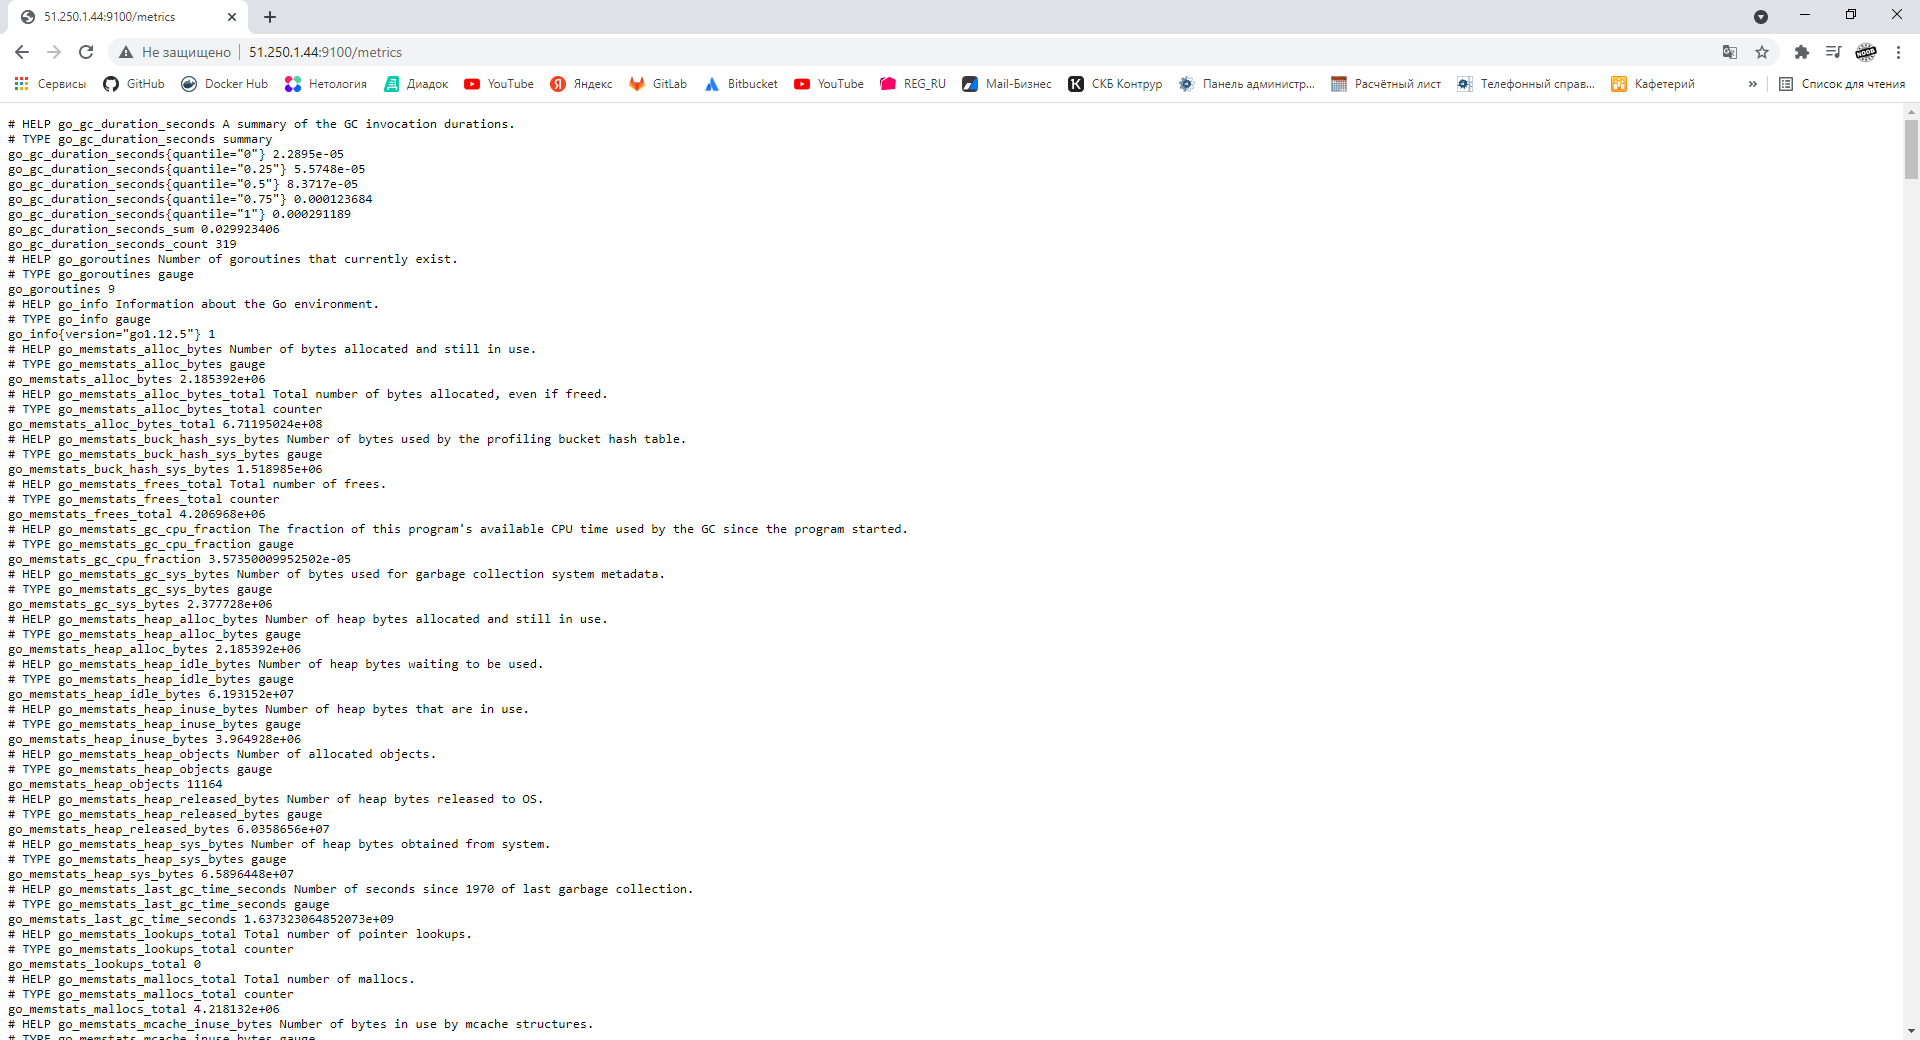 51.250.1.44:9100/metrics
Не защищено 51.250.1.44:9100/metrics
Сервисы GitHub Docker Hub Нетология Диадок YouTube Яндекс GitLab Bitbucket YouTube REG_RU Mail-Бизнес СКБ Контрур Панель администр... Расчётный лист Телефонный справ... Кафетерий » Список для чтения
# HELP go_gc_duration_seconds A summary of the GC invocation durations.
# TYPE go_gc_duration_seconds summary
go_gc_duration_seconds{quantile="0"} 2.2895e-05
go_gc_duration_seconds{quantile="0.25"} 5.5748e-05
go_gc_duration_seconds{quantile="0.5"} 8.3717e-05
go_gc_duration_seconds{quantile="0.75"} 0.000123684
go_gc_duration_seconds{quantile="1"} 0.000291189
go_gc_duration_seconds_sum 0.029923406
go_gc_duration_seconds_count 319
# HELP go_goroutines Number of goroutines that currently exist.
# TYPE go_goroutines gauge
go_goroutines 9
# HELP go_info Information about the Go environment.
# TYPE go_info gauge
go_info{version="go1.12.5"} 1
# HELP go_memstats_alloc_bytes Number of bytes allocated and still in use.
# TYPE go_memstats_alloc_bytes gauge
go_memstats_alloc_bytes 2.185392e+06
# HELP go_memstats_alloc_bytes_total Total number of bytes allocated, even if freed.
# TYPE go_memstats_alloc_bytes_total counter
go_memstats_alloc_bytes_total 6.71195024e+08
# HELP go_memstats_buck_hash_sys_bytes Number of bytes used by the profiling bucket hash table.
# TYPE go_memstats_buck_hash_sys_bytes gauge
go_memstats_buck_hash_sys_bytes 1.518985e+06
# HELP go_memstats_frees_total Total number of frees.
# TYPE go_memstats_frees_total counter
go_memstats_frees_total 4.206968e+06
# HELP go_memstats_gc_cpu_fraction The fraction of this program's available CPU time used by the GC since the program started.
# TYPE go_memstats_gc_cpu_fraction gauge
go_memstats_gc_cpu_fraction 3.57350009952502e-05
# HELP go_memstats_gc_sys_bytes Number of bytes used for garbage collection system metadata.
# TYPE go_memstats_gc_sys_bytes gauge
go_memstats_gc_sys_bytes 2.377728e+06
# HELP go_memstats_heap_alloc_bytes Number of heap bytes allocated and still in use.
# TYPE go_memstats_heap_alloc_bytes gauge
go_memstats_heap_alloc_bytes 2.185392e+06
# HELP go_memstats_heap_idle_bytes Number of heap bytes waiting to be used.
# TYPE go_memstats_heap_idle_bytes gauge
go_memstats_heap_idle_bytes 6.193152e+07
# HELP go_memstats_heap_inuse_bytes Number of heap bytes that are in use.
# TYPE go_memstats_heap_inuse_bytes gauge
go_memstats_heap_inuse_bytes 3.964928e+06
# HELP go_memstats_heap_objects Number of allocated objects.
# TYPE go_memstats_heap_objects gauge
go_memstats_heap_objects 11164
# HELP go_memstats_heap_released_bytes Number of heap bytes released to OS.
# TYPE go_memstats_heap_released_bytes gauge
go_memstats_heap_released_bytes 6.0358656e+07
# HELP go_memstats_heap_sys_bytes Number of heap bytes obtained from system.
# TYPE go_memstats_heap_sys_bytes gauge
go_memstats_heap_sys_bytes 6.5896448e+07
# HELP go_memstats_last_gc_time_seconds Number of seconds since 1970 of last garbage collection.
# TYPE go_memstats_last_gc_time_seconds gauge
go_memstats_last_gc_time_seconds 1.637323064852073e+09
# HELP go_memstats_lookups_total Total number of pointer lookups.
# TYPE go_memstats_lookups_total counter
go_memstats_lookups_total 0
# HELP go_memstats_mallocs_total Total number of mallocs.
# TYPE go_memstats_mallocs_total counter
go_memstats_mallocs_total 4.218132e+06
# HELP go_memstats_mcache_inuse_bytes Number of bytes in use by mcache structures.
# TYPE go_memstats_mcache_inuse_bytes gauge